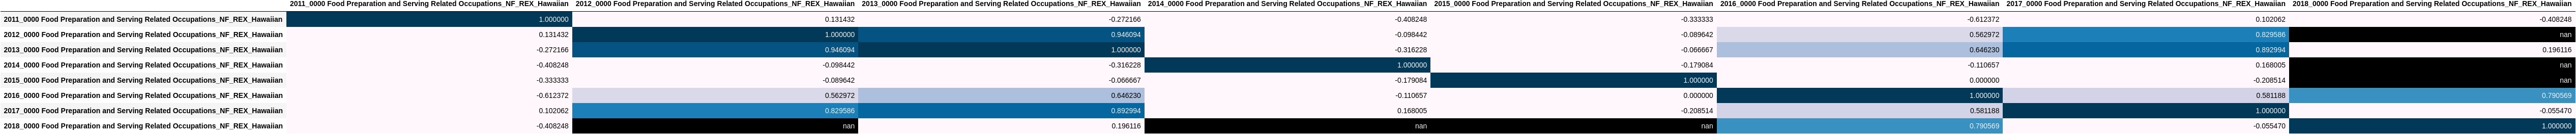 2011_0000 Food Preparation and Serving Related Occupations_NF_REX_Hawaiian 2012_0000 Food Preparation and Serving Related Occupations_NF_REX_Hawaiian 2013_0000 Food Preparation and Serving Related Occupations_NF_REX_Hawaiian 2014_0000 Food Preparation and Serving Related Occupations_NF_REX_Hawaiian 2015_0000 Food Preparation and Serving Related Occupations_NF_REX_Hawaiian 2016_0000 Food Preparation and Serving Related Occupations_NF_REX_Hawaiian 2017_0000 Food Preparation and Serving Related Occupations_NF_REX_Hawaiian 2018_0000 Food Preparation and Serving Related Occupations_NF_REX_Hawaiian
2011_0000 Food Preparation and Serving Related Occupations_NF_REX_Hawaiian 1.000000 0.131432 -0.272166 -0.408248 -0.333333 -0.612372 0.102062 -0.408248
2012_0000 Food Preparation and Serving Related Occupations_NF_REX_Hawaiian 0.131432 1.000000 0.946094 -0.098442 -0.089642 0.562972 0.829586 nan
2013_0000 Food Preparation and Serving Related Occupations_NF_REX_Hawaiian -0.272166 0.946094 1.000000 -0.316228 -0.066667 0.646230 0.892994 0.196116
2014_0000 Food Preparation and Serving Related Occupations_NF_REX_Hawaiian -0.408248 -0.098442 -0.316228 1.000000 -0.179084 -0.110657 0.168005 nan
2015_0000 Food Preparation and Serving Related Occupations_NF_REX_Hawaiian -0.333333 -0.089642 -0.066667 -0.179084 1.000000 0.000000 -0.208514 nan
2016_0000 Food Preparation and Serving Related Occupations_NF_REX_Hawaiian -0.612372 0.562972 0.646230 -0.110657 0.000000 1.000000 0.581188 0.790569
2017_0000 Food Preparation and Serving Related Occupations_NF_REX_Hawaiian 0.102062 0.829586 0.892994 0.168005 -0.208514 0.581188 1.000000 -0.055470
2018_0000 Food Preparation and Serving Related Occupations_NF_REX_Hawaiian -0.408248 nan 0.196116 nan nan 0.790569 -0.055470 1.000000